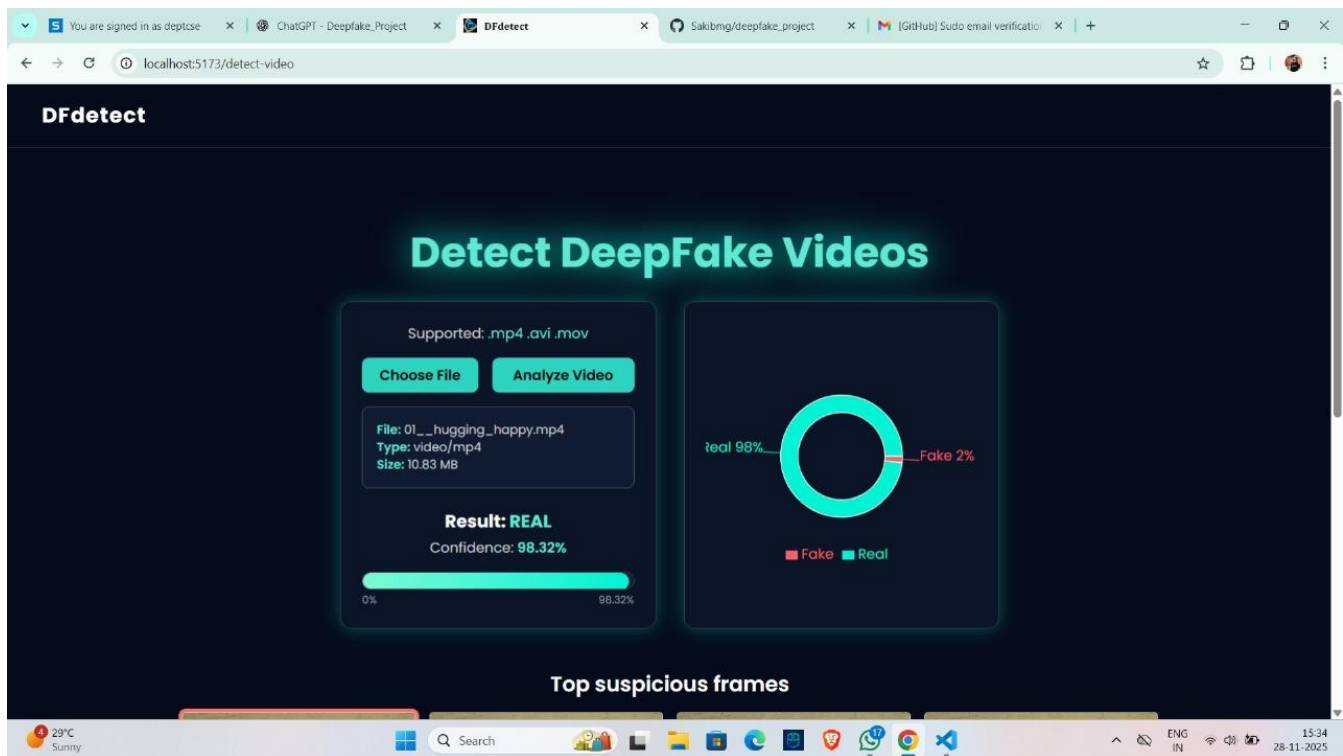 You are signed in as deptcse
ChatGPT - Deepfake_Project
DFdetect
Sakibmg/deepfake_project
[GitHub] Sudo email verificatio
localhost:5173/detect-video
DFdetect
Detect DeepFake Videos
Supported: .mp4 .avi .mov
Choose File
Analyze Video
File: 01__hugging_happy.mp4
Type: video/mp4
Size: 10.83 MB
Result: REAL
Confidence: 98.32%
0%
98.32%
Real 98%
Fake 2%
Fake
Real
Top suspicious frames
4
29°C
Sunny
Search
ENG
IN
15:34
28-11-2025